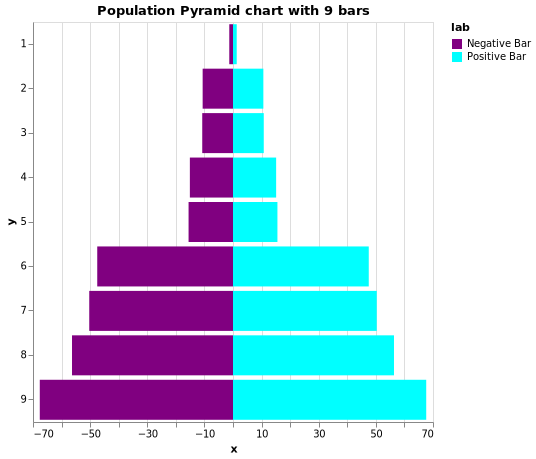 Population Pyramid chart with 9 bars
lab
Negative Bar
Positive Bar
1
2
3
4
5
6
7
8
9
y
−70 −50 −30 −10 10 30 50 70
x